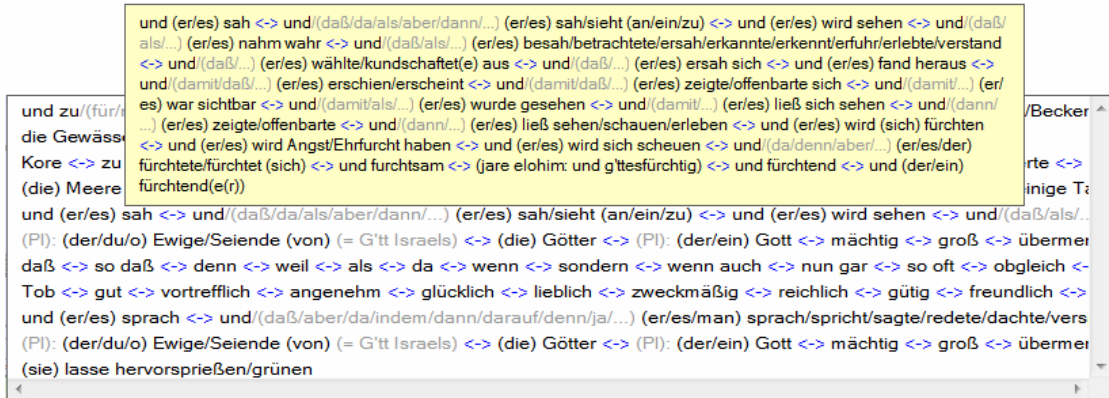 und (er/es) sah <-> und/(daß/da/als/aber/dann/...) (er/es) sah/sieht (an/ein/zu) <-> und (er/es) wird sehen <-> und/(daß/
als/...) (er/es) nahm wahr <-> und/(daß/als/...) (er/es) besah/betrachtete/ersah/erkannte/erkennt/erfuhr/erlebte/verstand
<-> und/(daß/...) (er/es) wählte/kundschaftet(e) aus <-> und/(daß/...) (er/es) ersah sich <-> und (er/es) fand heraus <->
und/(damit/daß/...) (er/es) erschien/erscheint <-> und/(damit/daß/...) (er/es) zeigte/offenbarte sich <-> und/(damit/...) (er/
es) war sichtbar <-> und/(damit/als/...) (er/es) wurde gesehen <-> und/(damit/...) (er/es) ließ sich sehen <-> und/(dann/
...) (er/es) zeigte/offenbarte <-> und/(dann/...) (er/es) ließ sehen/schauen/erleben <-> und (er/es) wird (sich) fürchten
<-> und (er/es) wird Angst/Ehrfurcht haben <-> und (er/es) wird sich scheuen <-> und/(da/denn/aber/...) (er/es/der)
fürchtete/fürchtet (sich) <-> und furchtsam <-> (jare elohim: und g'ttesfürchtig) <-> und fürchtend <-> und (der/ein)
fürchtend(e(r))
und zu/(für/ /Becker
die Gewässe
Kore <-> zu rte <->
(die) Meere einige Ta
und (er/es) sah <-> und/(daß/da/als/aber/dann/...) (er/es) sah/sieht (an/ein/zu) <-> und (er/es) wird sehen <-> und/(daß/als/..
(Pl): (der/du/o) Ewige/Seiende (von) (= G'tt Israels) <-> (die) Götter <-> (Pl): (der/ein) Gott <-> mächtig <-> groß <-> übermer
daß <-> so daß <-> denn <-> weil <-> als <-> da <-> wenn <-> sondern <-> wenn auch <-> nun gar <-> so oft <-> obgleich <-
Tob <-> gut <-> vortrefflich <-> angenehm <-> glücklich <-> lieblich <-> zweckmäßig <-> reichlich <-> gütig <-> freundlich <->
und (er/es) sprach <-> und/(daß/aber/da/indem/dann/darauf/denn/ja/...) (er/es/man) sprach/spricht/sagte/redete/dachte/vers
(Pl): (der/du/o) Ewige/Seiende (von) (= G'tt Israels) <-> (die) Götter <-> (Pl): (der/ein) Gott <-> mächtig <-> groß <-> übermer
(sie) lasse hervorsprießen/grünen